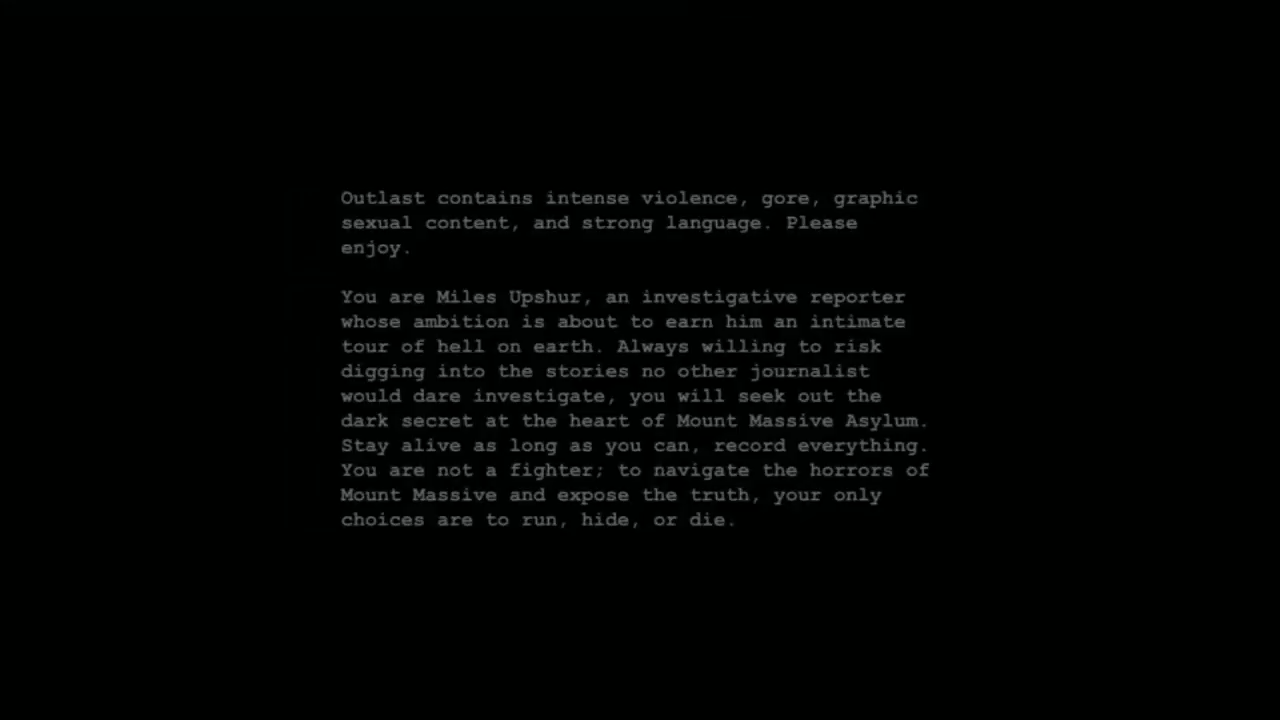 Outlast contains intense violence, gore, graphic
sexual content, and strong language. Please
enjoy.
You are Miles Upshur, an investigative reporter
whose ambition is about to earn him an intimate
tour of hell on earth. Always willing to risk
digging into the stories no other journalist
would dare investigate, you will seek out the
dark secret at the heart of Mount Massive Asylum.
Stay alive as long as you can, record everything.
You are not a fighter; to navigate the horrors of
Mount Massive and expose the truth, your only
choices are to run, hide, or die.